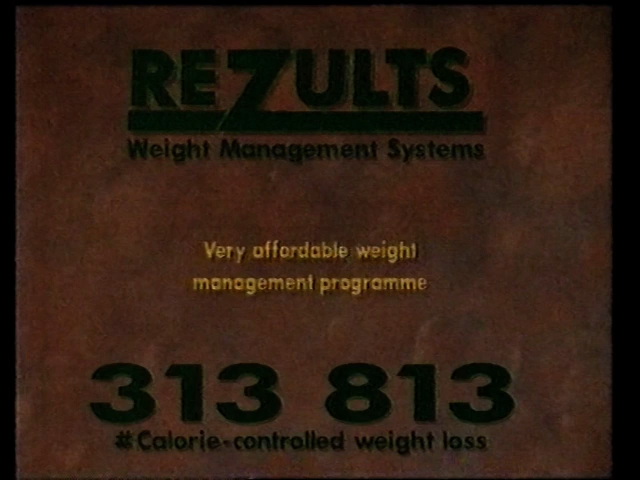 REZULTS
Weight Management Systems
Very affordable weight
management programme
313 813
#Calorie-controlled weight loss